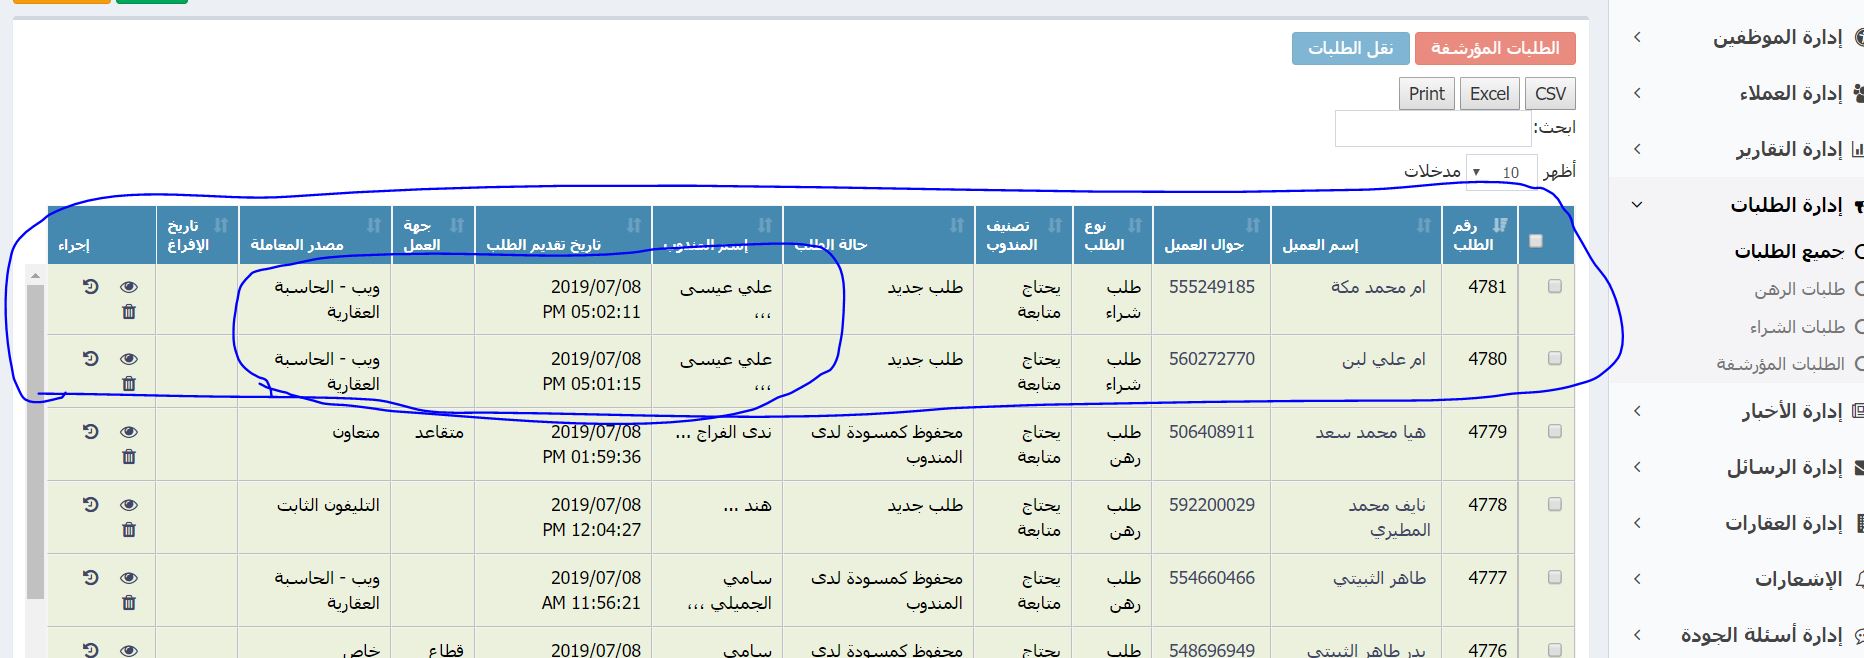 الطلبات المؤرشفة نقل الطلبات
CSV Excel Print
ابحث:
أظهر 10 مدخلات
رقم الطلب إسم العميل جوال العميل نوع الطلب تصنيف المندوب حالة الطلب إسم المندوب تاريخ تقديم الطلب جهة العمل مصدر المعاملة تاريخ الإفراغ إجراء
4781 ام محمد مكة 555249185 طلب شراء يحتاج متابعة طلب جديد علي عيسى ،،، 2019/07/08 05:02:11 PM ويب - الحاسبة العقارية
4780 ام علي لبن 560272770 طلب شراء يحتاج متابعة طلب جديد علي عيسى ،،، 2019/07/08 05:01:15 PM ويب - الحاسبة العقارية
4779 هيا محمد سعد 506408911 طلب رهن يحتاج متابعة محفوظ كمسودة لدى المندوب ندى الفراج ... 2019/07/08 01:59:36 PM متقاعد متعاون
4778 نايف محمد المطيري 592200029 طلب رهن يحتاج متابعة طلب جديد هند ... 2019/07/08 12:04:27 PM التليفون الثابت
4777 طاهر الثبيتي 554660466 طلب رهن يحتاج متابعة محفوظ كمسودة لدى المندوب سامي الجميلي ،،، 2019/07/08 11:56:21 AM ويب - الحاسبة العقارية
4776 بدر طاهر الثبيتي 548696949 طلب يحتاج محفوظ كمسودة لدى سامي 2019/07/08 قطاع خاص
إدارة الموظفين
إدارة العملاء
إدارة التقارير
إدارة الطلبات
جميع الطلبات
طلبات الرهن
طلبات الشراء
الطلبات المؤرشفة
إدارة الأخبار
إدارة الرسائل
إدارة العقارات
الإشعارات
إدارة أسئلة الجودة